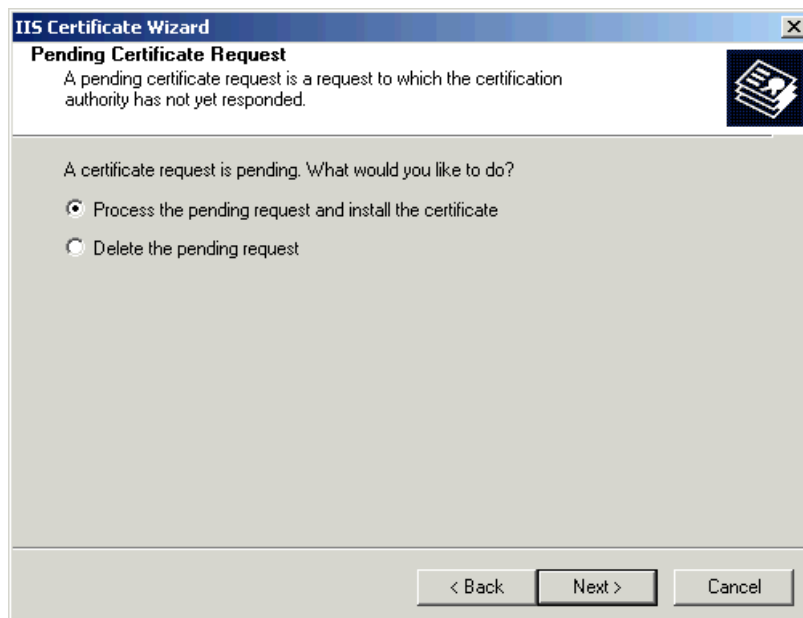 IIS Certificate Wizard
Pending Certificate Request
A pending certificate request is a request to which the certification
authority has not yet responded.
A certificate request is pending. What would you like to do?
Process the pending request and install the certificate
Delete the pending request
< Back
Next >
Cancel